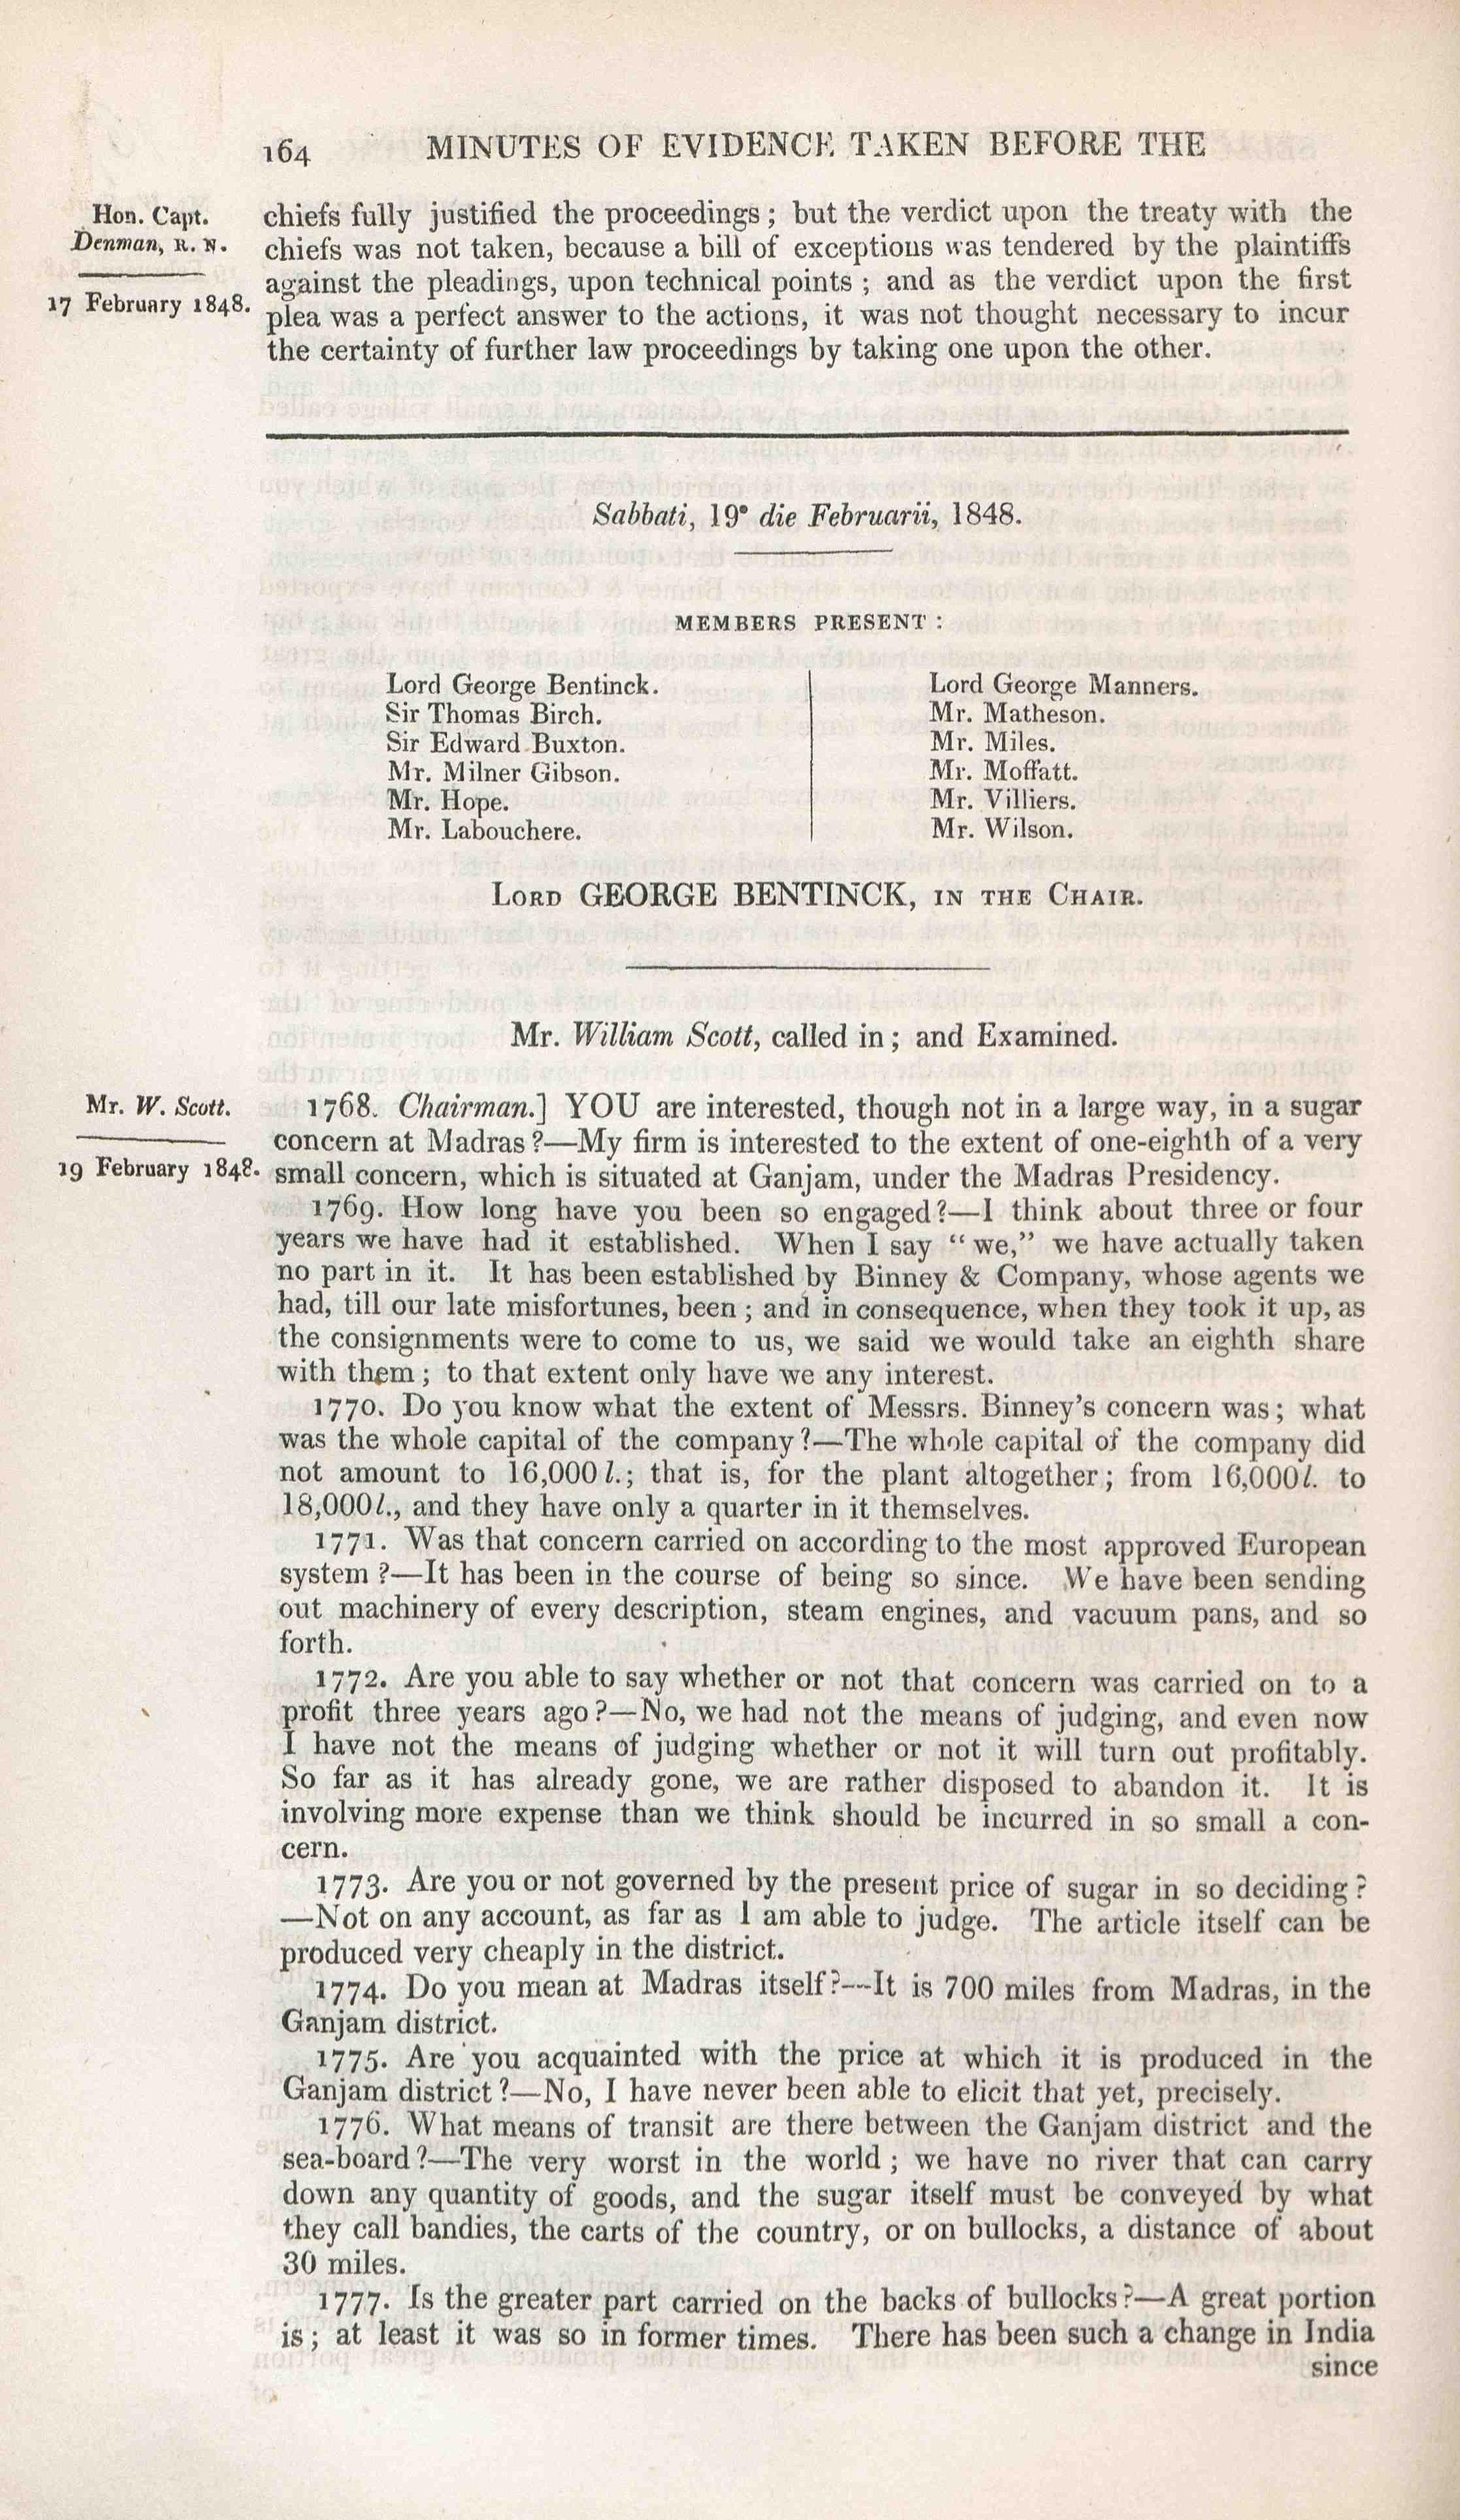 164 MINUTES OF EVIDENCE TAKEN BEFORE THE
Hon. Capt.
Denman, R. N.
17 February 1848.
chiefs fully justified the proceedings; but the verdict upon the treaty with the
chiefs was not taken, because a bill of exceptions was tendered by the plaintiffs
against the pleadings, upon technical points; and as the verdict upon the first
plea was a perfect answer to the actions, it was not thought necessary to incur
the certainty of further law proceedings by taking one upon the other.
Sabbati, 19° die Februarii, 1848.
MEMBERS PRESENT:
Lord George Bentinck.
Sir Thomas Birch.
Sir Edward Buxton.
Mr. Milner Gibson.
Mr. Hope.
Mr. Labouchere.
Lord George Manners.
Mr. Matheson.
Mr. Miles.
Mr. Moffatt.
Mr. Villiers.
Mr. Wilson.
LORD GEORGE BENTINCK, IN THE CHAIR.
Mr. William Scott, called in; and Examined.
Mr. W. Scott.
19 February 1848.
1768. Chairman.] YOU are interested, though not in a large way, in a sugar
concern at Madras?—My firm is interested to the extent of one-eighth of a very
small concern, which is situated at Ganjam, under the Madras Presidency.
1769. How long have you been so engaged?—I think about three or four
years we have had it established. When I say "we," we have actually taken
no part in it. It has been established by Binney & Company, whose agents we
had, till our late misfortunes, been; and in consequence, when they took it up, as
the consignments were to come to us, we said we would take an eighth share
with them; to that extent only have we any interest.
1770. Do you know what the extent of Messrs. Binney's concern was; what
was the whole capital of the company?—The whole capital of the company did
not amount to 16,000 l.; that is, for the plant altogether; from 16,000 l. to
18,000 l., and they have only a quarter in it themselves.
1771. Was that concern carried on according to the most approved European
system?—It has been in the course of being so since. We have been sending
out machinery of every description, steam engines, and vacuum pans, and so
forth.
1772. Are you able to say whether or not that concern was carried on to a
profit three years ago?—No, we had not the means of judging, and even now
I have not the means of judging whether or not it will turn out profitably.
So far as it has already gone, we are rather disposed to abandon it. It is
involving more expense than we think should be incurred in so small a con-
cern.
1773. Are you or not governed by the present price of sugar in so deciding?
—Not on any account, as far as I am able to judge. The article itself can be
produced very cheaply in the district.
1774. Do you mean at Madras itself?—It is 700 miles from Madras, in the
Ganjam district.
1775. Are you acquainted with the price at which it is produced in the
Ganjam district?—No, I have never been able to elicit that yet, precisely.
1776. What means of transit are there between the Ganjam district and the
sea-board?—The very worst in the world; we have no river that can carry
down any quantity of goods, and the sugar itself must be conveyed by what
they call bandies, the carts of the country, or on bullocks, a distance of about
30 miles.
1777. Is the greater part carried on the backs of bullocks?—A great portion
is; at least it was so in former times. There has been such a change in India
since